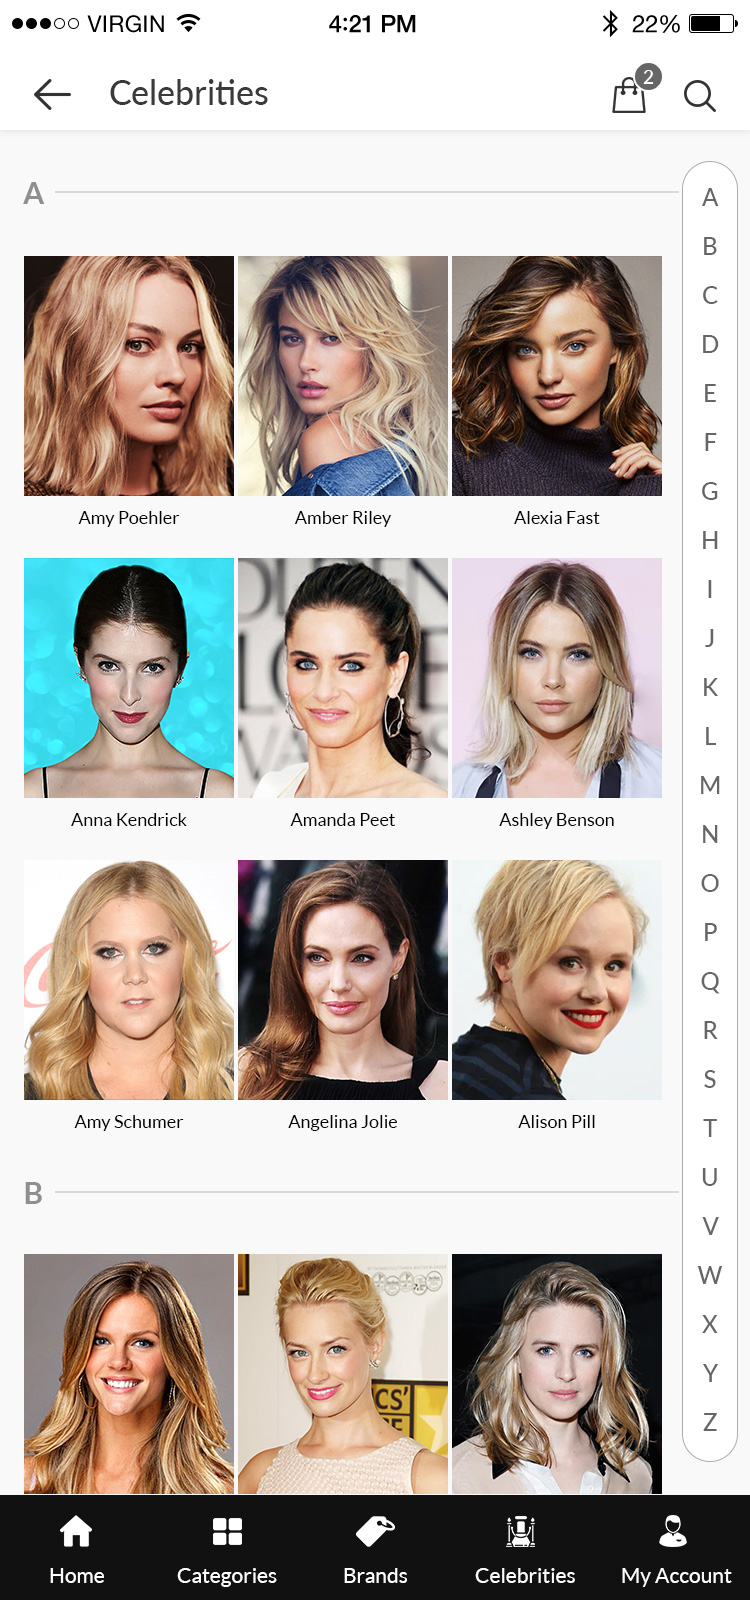 VIRGIN 4:21 PM 22%
Celebrities 2
A
Amy Poehler Amber Riley Alexia Fast
Anna Kendrick Amanda Peet Ashley Benson
Amy Schumer Angelina Jolie Alison Pill
B
CS'
A
B
C
D
E
F
G
H
I
J
K
L
M
N
O
P
Q
R
S
T
U
V
W
X
Y
Z
Home Categories Brands Celebrities My Account